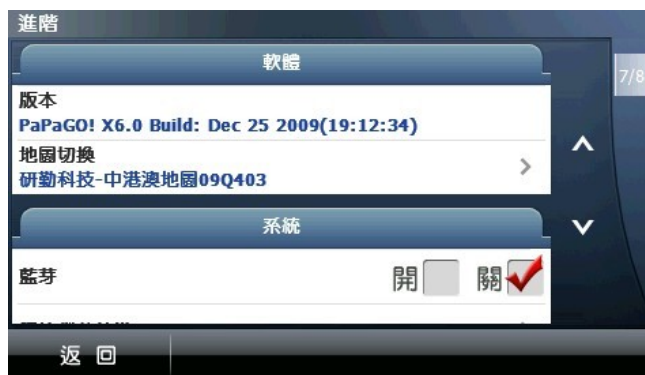 進階
軟體
7/8
版本
PaPaGO! X6.0 Build: Dec 25 2009(19:12:34)
地圖切換
研勤科技-中港澳地圖09Q403
系統
藍芽
開
關
返 回